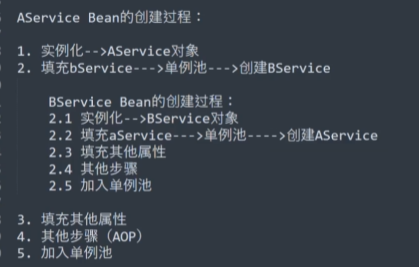 AService Bean的创建过程：
1. 实例化-->AService对象
2. 填充bService--->单例池--->创建BService
BService Bean的创建过程：
2.1 实例化-->BService对象
2.2 填充aService--->单例池---->创建AService
2.3 填充其他属性
2.4 其他步骤
2.5 加入单例池
3. 填充其他属性
4. 其他步骤（AOP）
5. 加入单例池